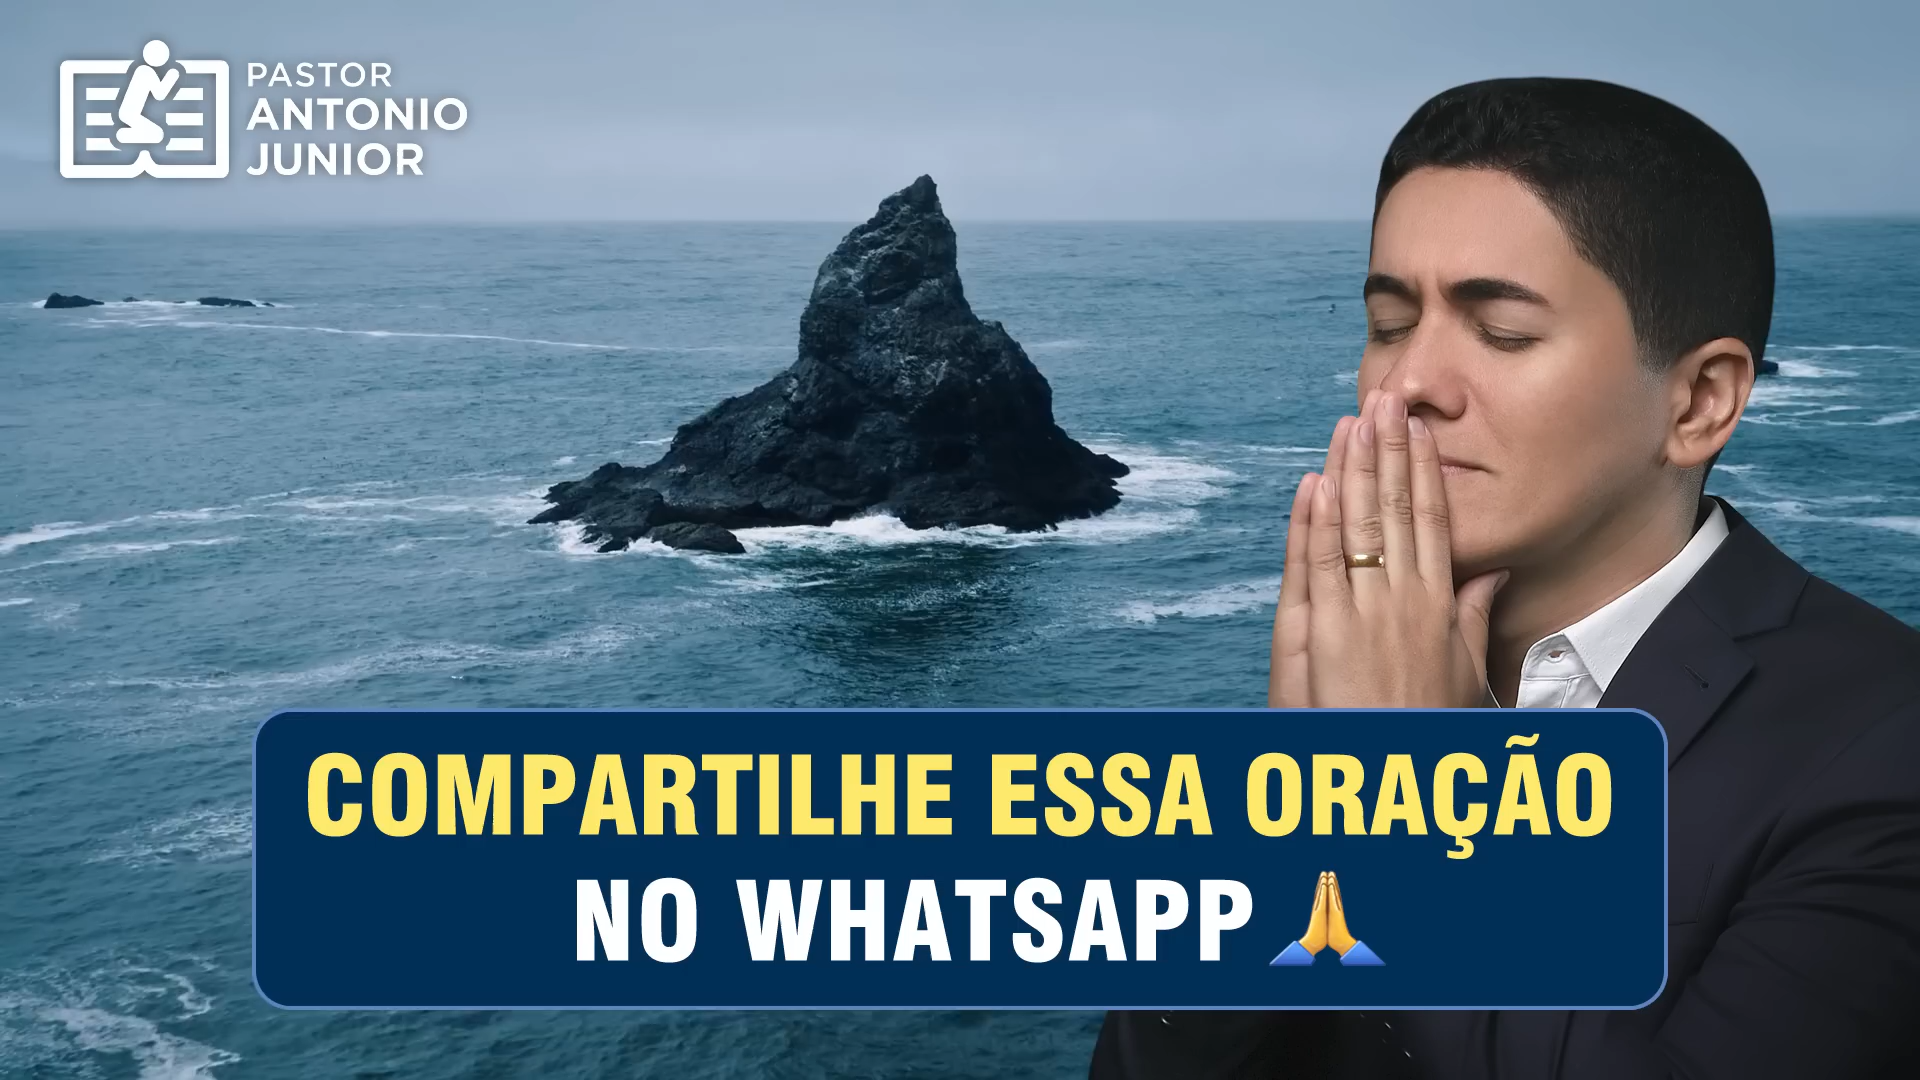 PASTOR
ANTONIO
JUNIOR
COMPARTILHE ESSA ORAÇÃO
NO WHATSAPP🙏